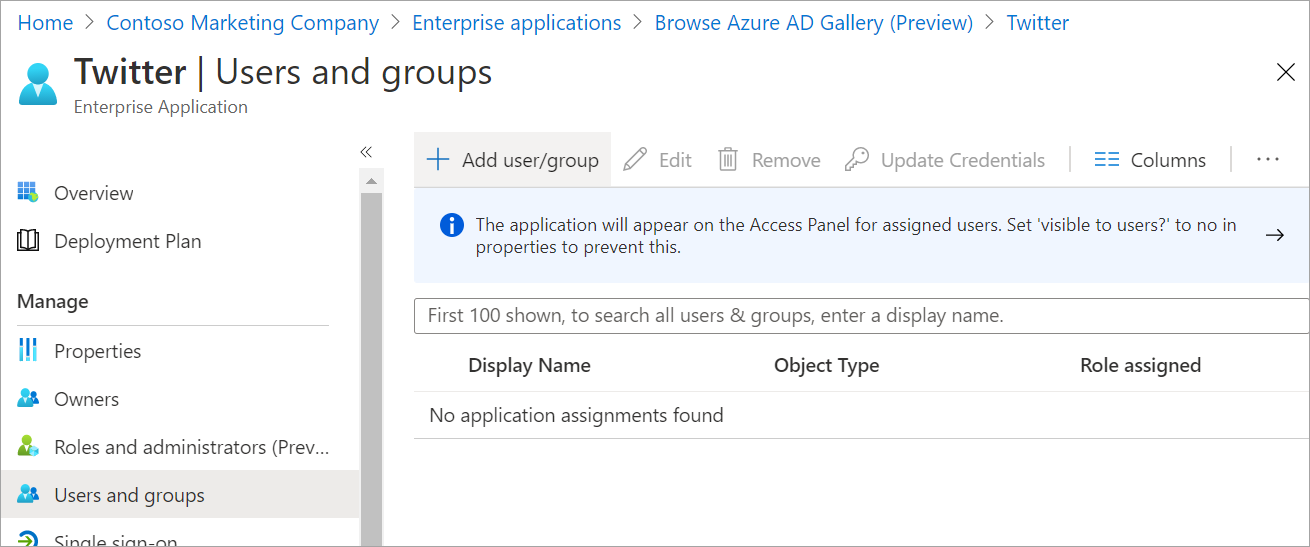 Home > Contoso Marketing Company > Enterprise applications > Browse Azure AD Gallery (Preview) > Twitter
Twitter | Users and groups
Enterprise Application
Overview
Deployment Plan
Manage
Properties
Owners
Roles and administrators (Prev...
Users and groups
Single sign-on
Add user/group Edit Remove Update Credentials Columns ...
The application will appear on the Access Panel for assigned users. Set 'visible to users?' to no in
properties to prevent this.
First 100 shown, to search all users & groups, enter a display name.
Display Name Object Type Role assigned
No application assignments found